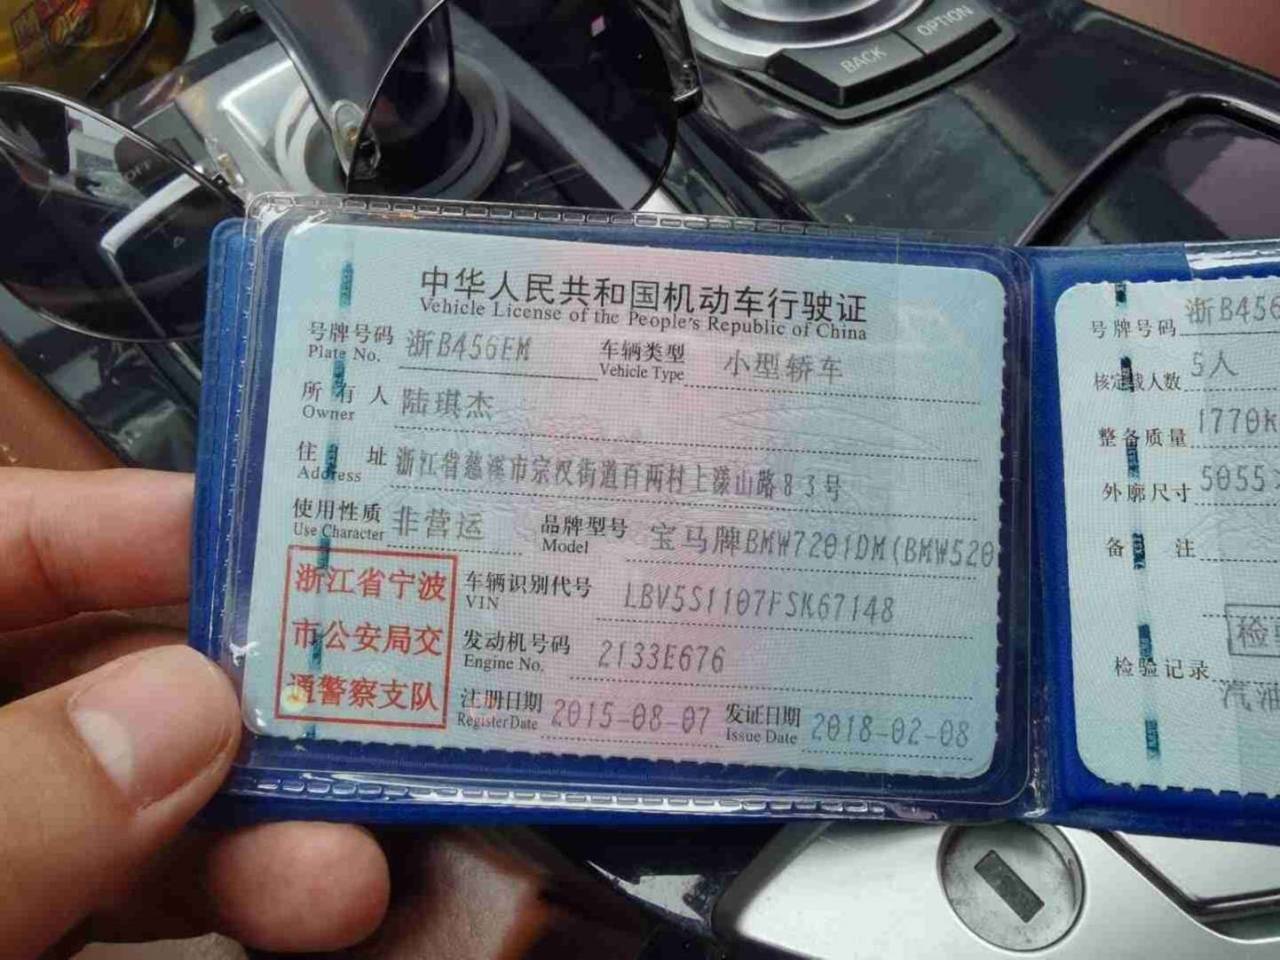 BACK
OPTION
OFF
中华人民共和国机动车行驶证
Vehicle License of the People's Republic of China
号牌号码 浙B456EM 车辆类型 小型轿车
Plate No. Vehicle Type
所有人 陆琪杰
Owner
住址 浙江省慈溪市宗汉街道百两村上漾山路83号
Address
使用性质 非营运 品牌型号 宝马牌BMW7201DM(BMW520
Use Character Model
浙江省宁波
市公安局交
通警察支队
车辆识别代号 LBV5S1107FSK67148
VIN
发动机号码 2133E676
Engine No.
注册日期 2015-08-07 发证日期 2018-02-08
Register Date Issue Date
号牌号码 浙B456
核定载人数 5人
整备质量 1770K
外廓尺寸 5055
备注
检
检验记录
汽油